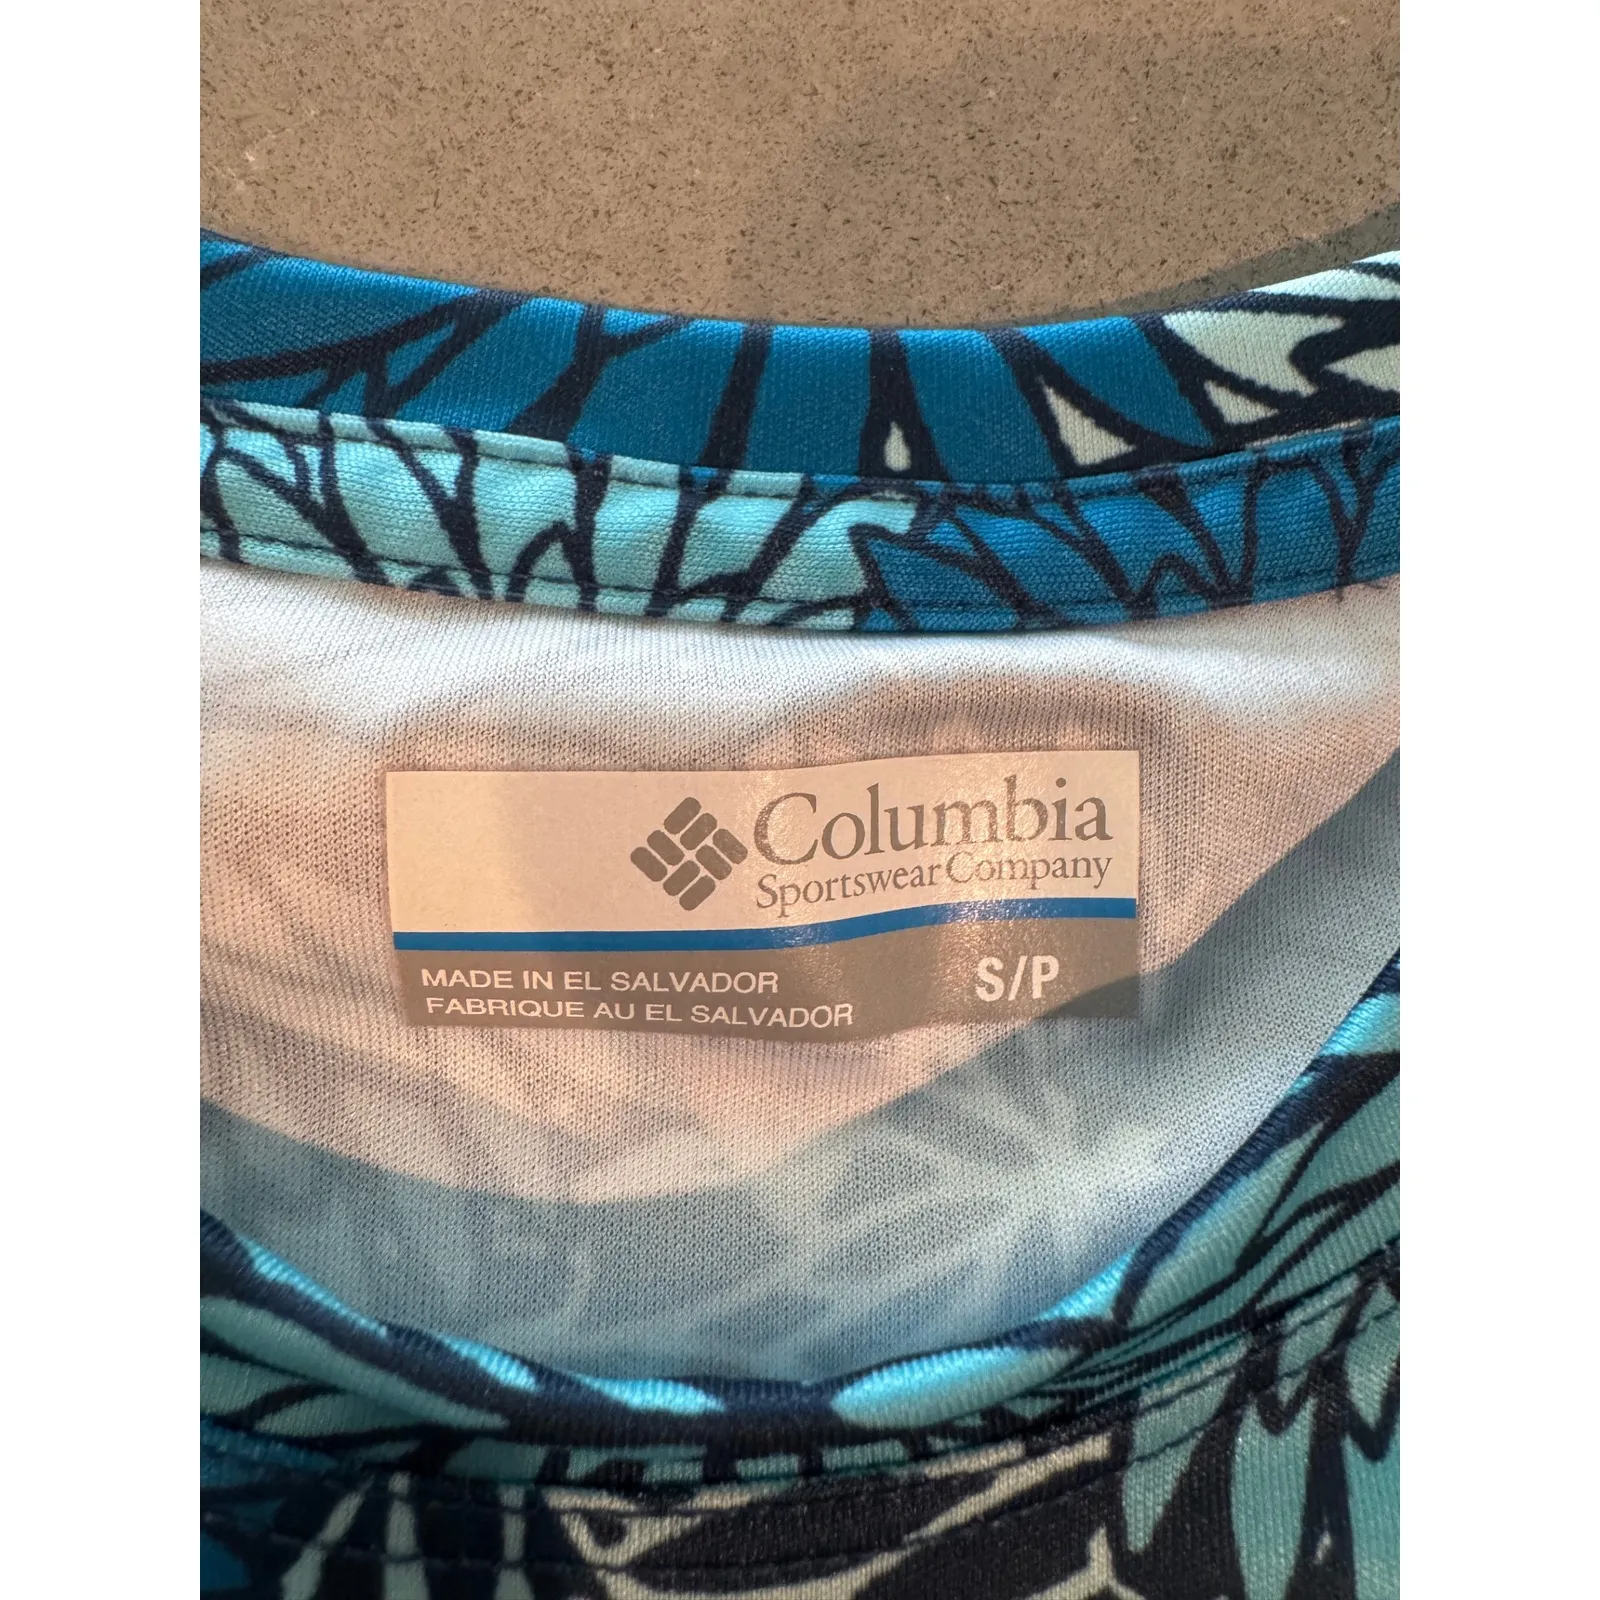 Columbia
Sportswear Company
MADE IN EL SALVADOR
FABRIQUE AU EL SALVADOR
S/P